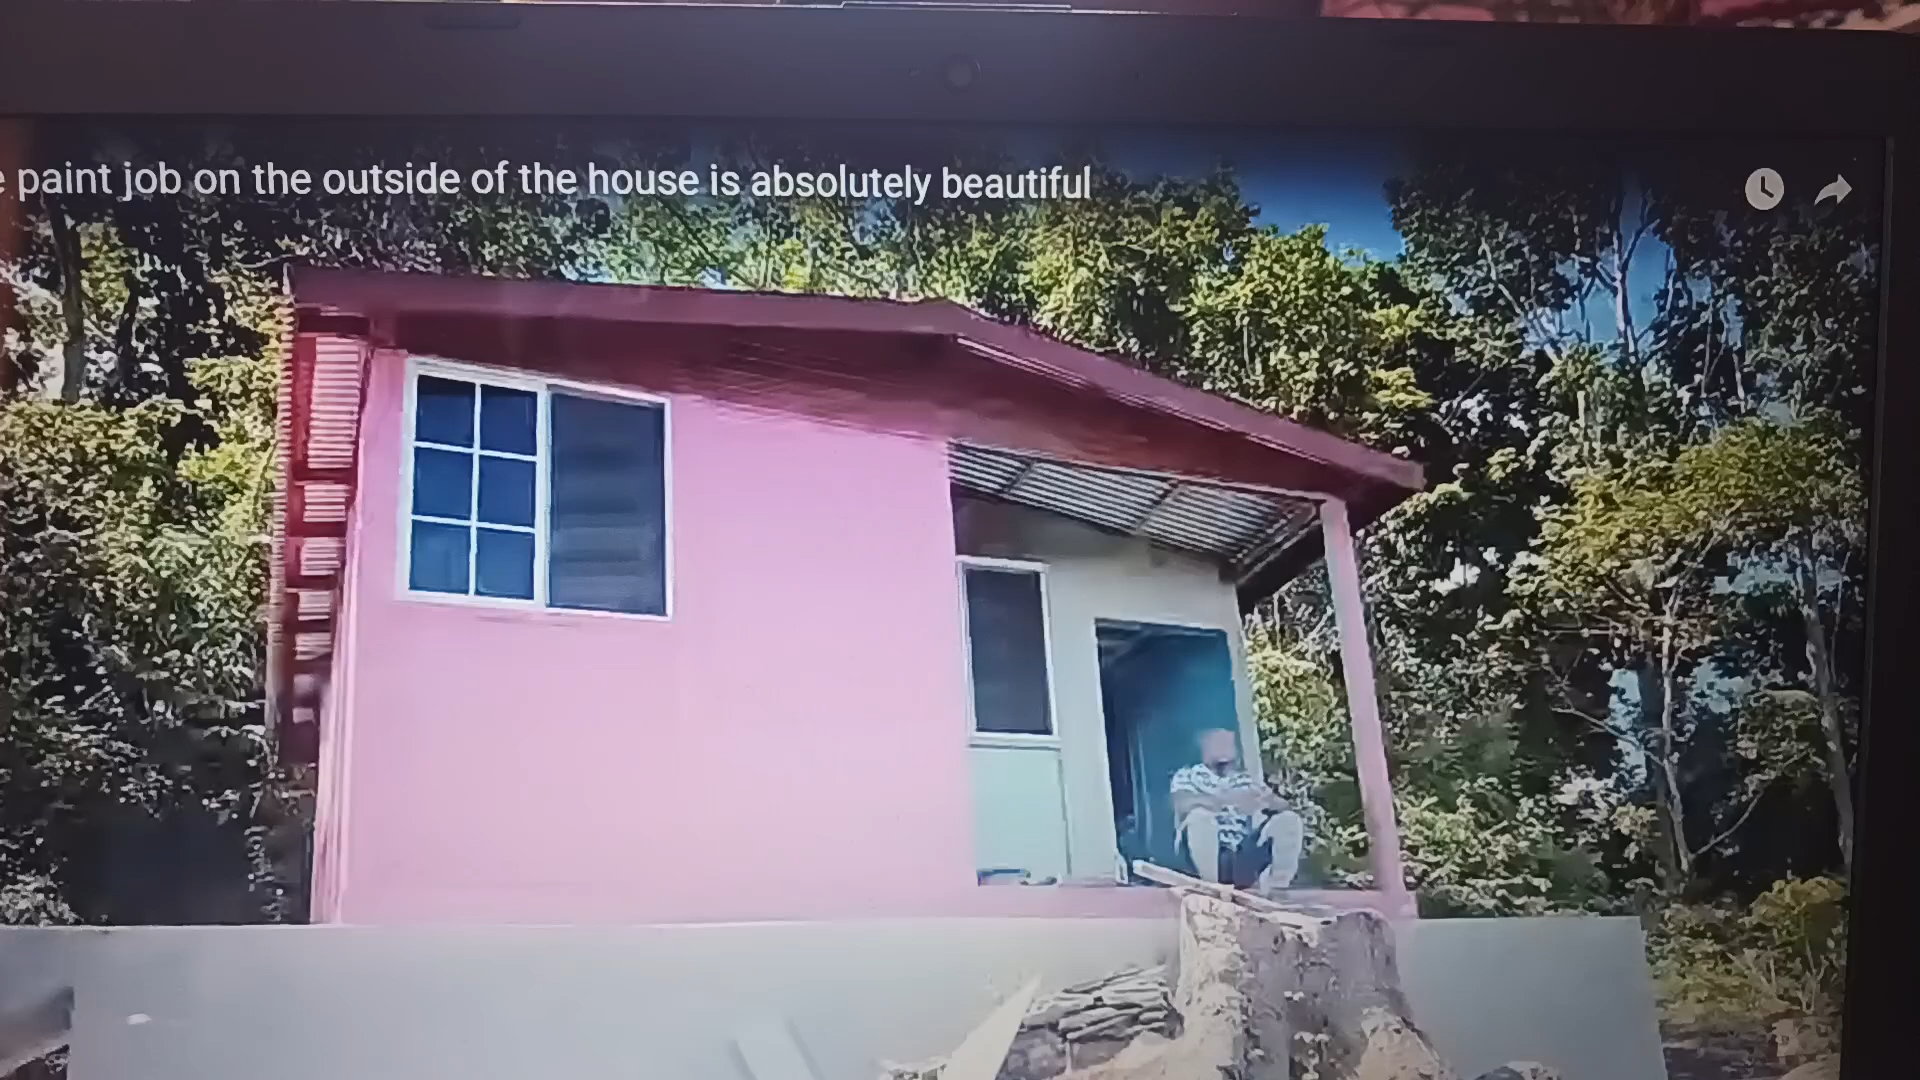 e paint job on the outside of the house is absolutely beautiful